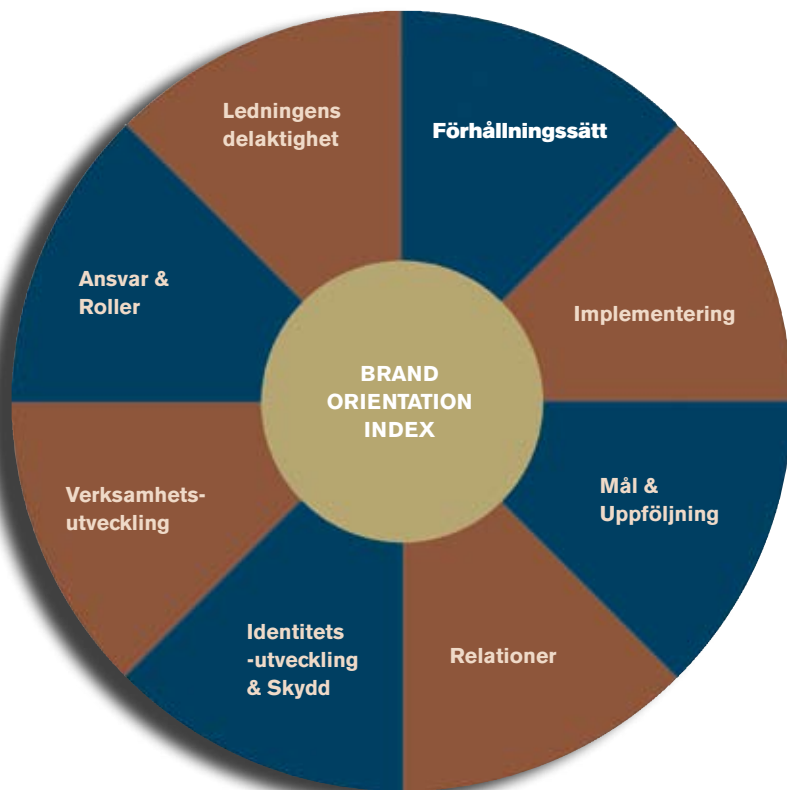 Förhållningssätt
Implementering
Mål &
Uppföljning
Relationer
Identitets
-utveckling
& Skydd
Verksamhets-
utveckling
Ansvar &
Roller
Ledningens
delaktighet
BRAND
ORIENTATION
INDEX